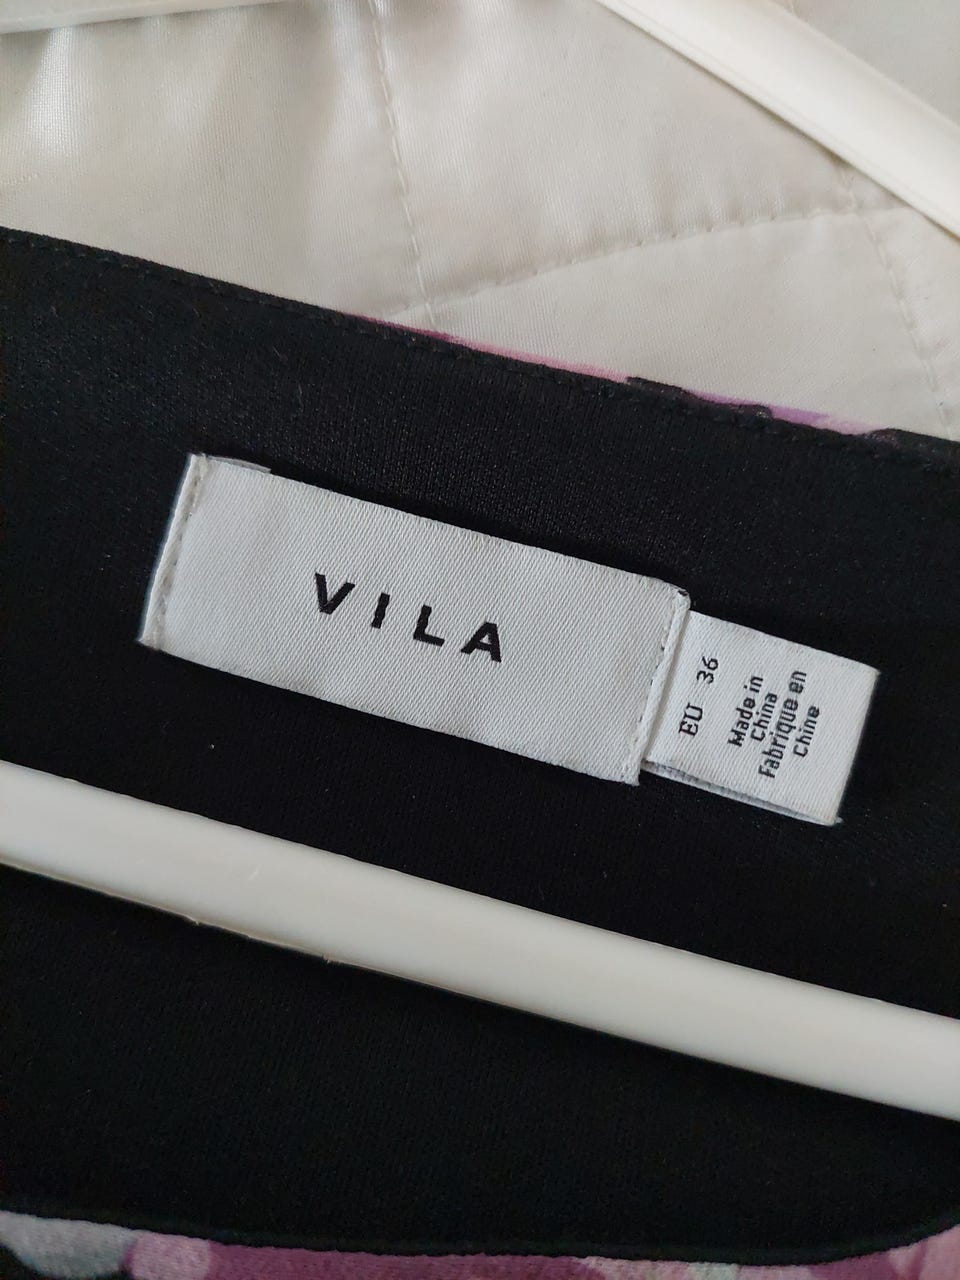 VILA
EU 36
Made in
China
Fabriqué en
Chine